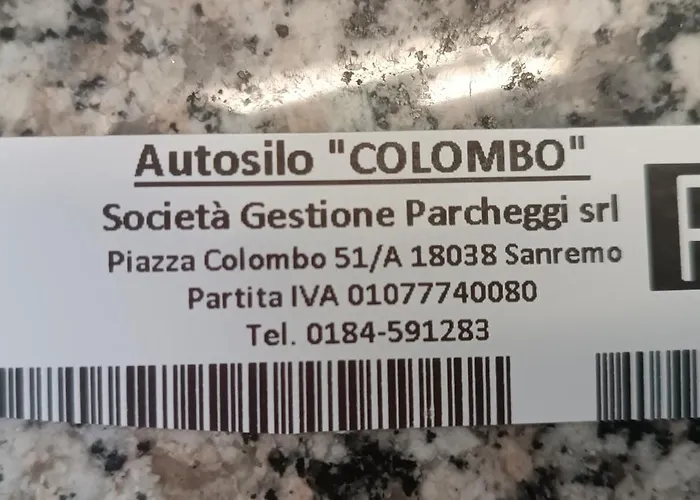 Autosilo "COLOMBO"
Società Gestione Parcheggi srl
Piazza Colombo 51/A 18038 Sanremo
Partita IVA 01077740080
Tel. 0184-591283